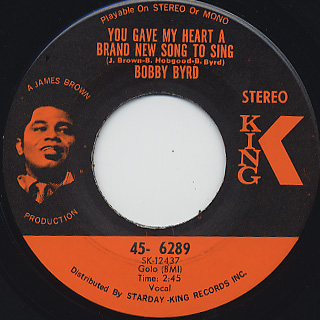 Playable On STEREO Or MONO
YOU GAVE MY HEART A
BRAND NEW SONG TO SING
(J. Brown-B. Hobgood-B. Byrd)
BOBBY BYRD
A JAMES BROWN
PRODUCTION
STEREO
KING
45- 6289
SK-12437
Golo (BMI)
Time: 2:45
Vocal
Distributed By STARDAY-KING RECORDS INC.